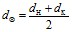 d⊙ = (dн + dк) / 2